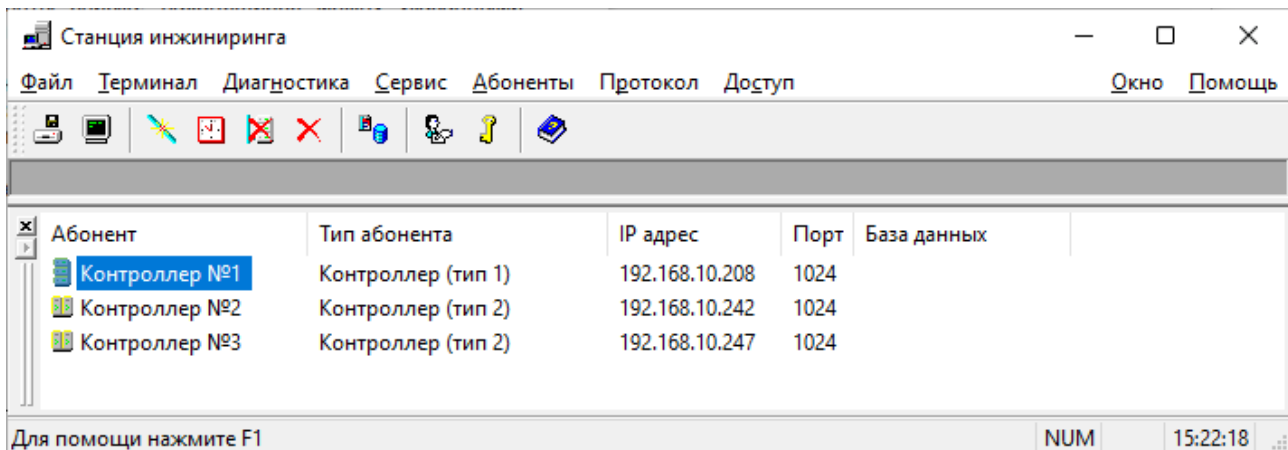 Станция инжиниринга
Файл Терминал Диагностика Сервис Абоненты Протокол Доступ Окно Помощь
Абонент Тип абонента IP адрес Порт База данных
Контроллер №1 Контроллер (тип 1) 192.168.10.208 1024
Контроллер №2 Контроллер (тип 2) 192.168.10.242 1024
Контроллер №3 Контроллер (тип 2) 192.168.10.247 1024
Для помощи нажмите F1 NUM 15:22:18